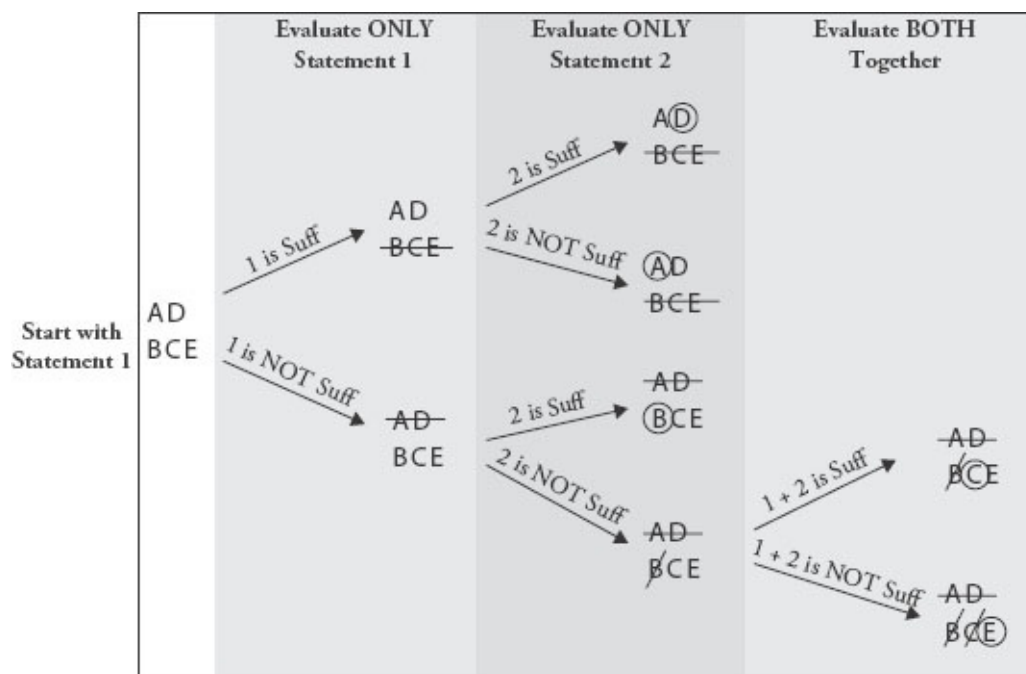 Evaluate ONLY
Statement 1
Evaluate ONLY
Statement 2
Evaluate BOTH
Together
Start with
Statement 1
AD
BCE
1 is Suff
1 is NOT Suff
AD
BCE
AD
BCE
2 is Suff
2 is NOT Suff
2 is Suff
2 is NOT Suff
AD
BCE
AD
BCE
AD
BCE
AD
BCE
1 + 2 is Suff
1 + 2 is NOT Suff
AD
BCE
AD
BCE